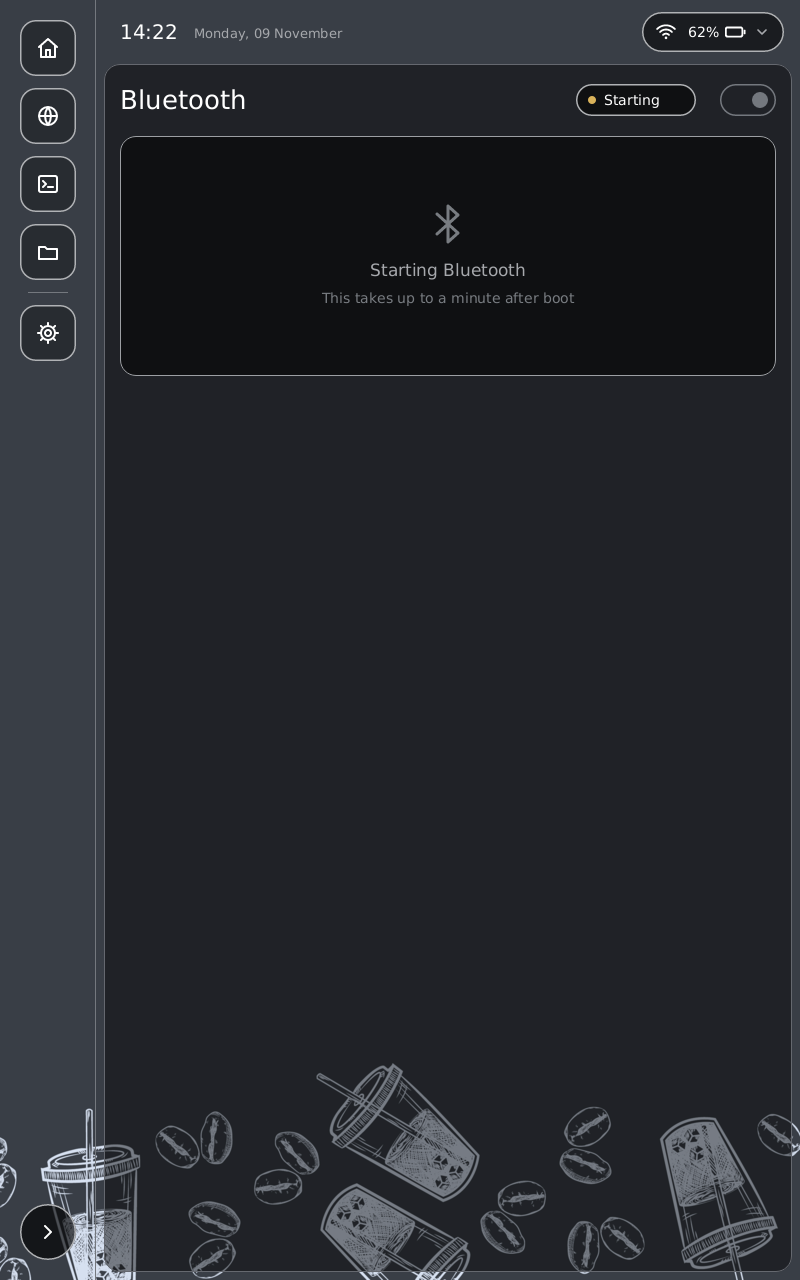 14:22 Monday, 09 November 62%
Bluetooth Starting
Starting Bluetooth
This takes up to a minute after boot